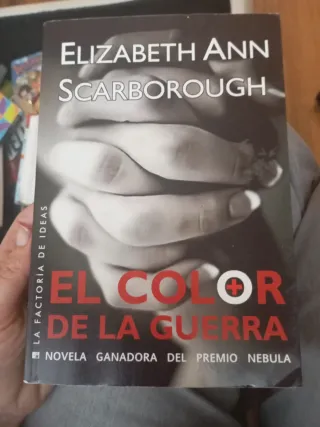 ELIZABETH ANN
SCARBOROUGH
LA FACTORÍA DE IDEAS
EL COLOR
DE LA GUERRA
NOVELA GANADORA DEL PREMIO NEBULA